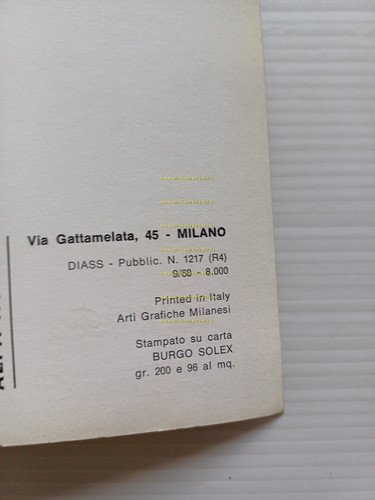 Via Gattamelata, 45 - MILANO
DIASS - Pubblic. N. 1217 (R4)
9/68 - 8.000
Printed in Italy
Arti Grafiche Milanesi
Stampato su carta
BURGO SOLEX
gr. 200 e 96 al mq.